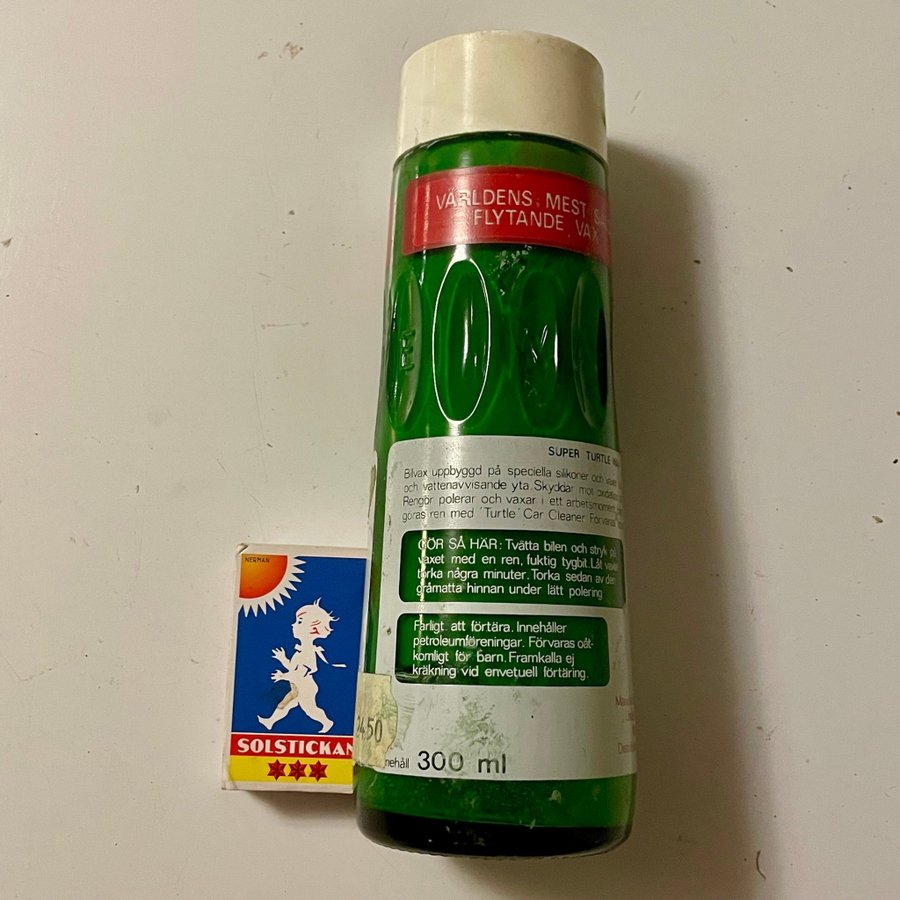 VÄRLDENS MEST
FLYTANDE VAX
SUPER TURTLE
Bilvax uppbyggd på speciella silikoner och vaxer
och vattenavvisande yta. Skyddar mot
Rengör polerar och vaxar i ett arbetsmoment
göras ren med ´Turtle´ Car Cleaner Förvaras
GÖR SÅ HÄR: Tvätta bilen och stryk på
vaxet med en ren, fuktig tygbit. Låt vaxet
torka några minuter. Torka sedan av den
gråmatta hinnan under lätt polering
Farligt att förtära. Innehåller
petroleumföreningar. Förvaras oåt-
komligt för barn. Framkalla ej
kräkning vid envetuell förtäring.
300 ml
NERMAN
SOLSTICKAN